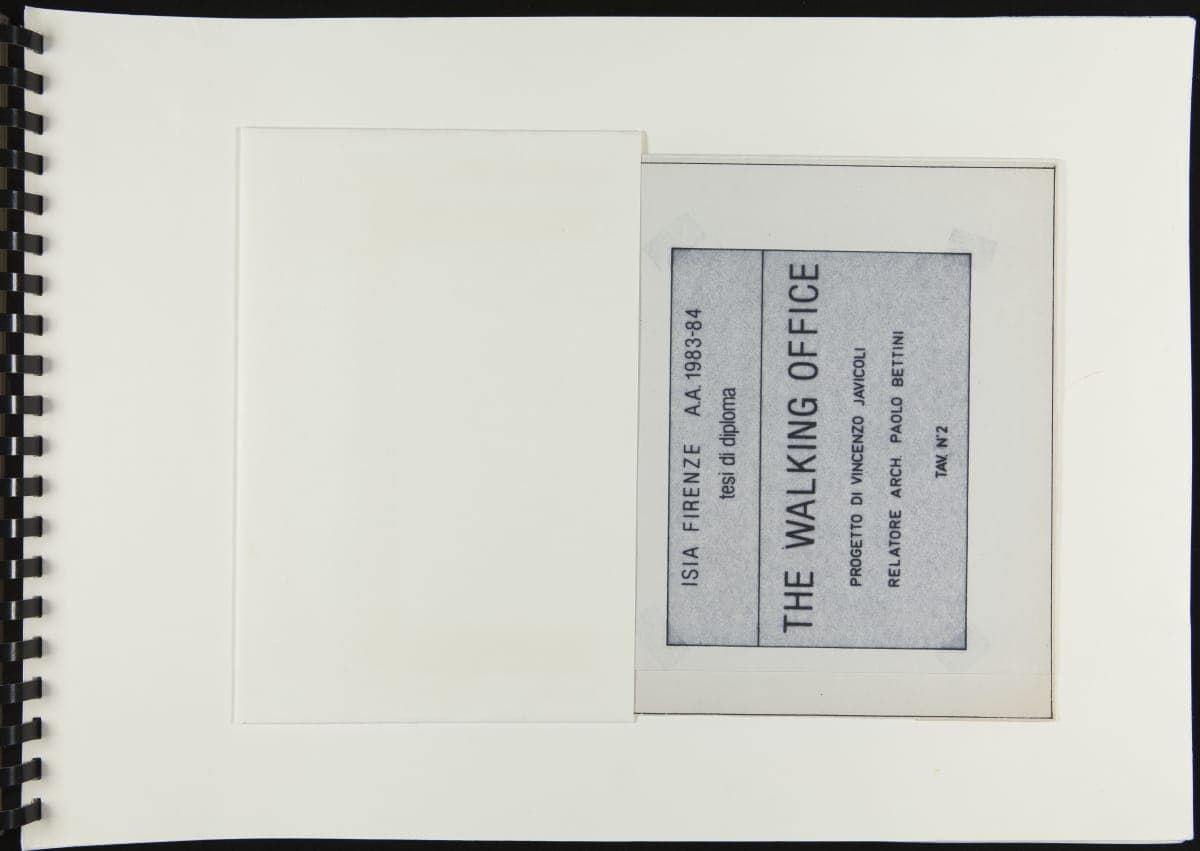 ISIA FIRENZE A.A. 1983-84
tesi di diploma
THE WALKING OFFICE
PROGETTO DI VINCENZO JAVICOLI
RELATORE ARCH. PAOLO BETTINI
TAV. N°2